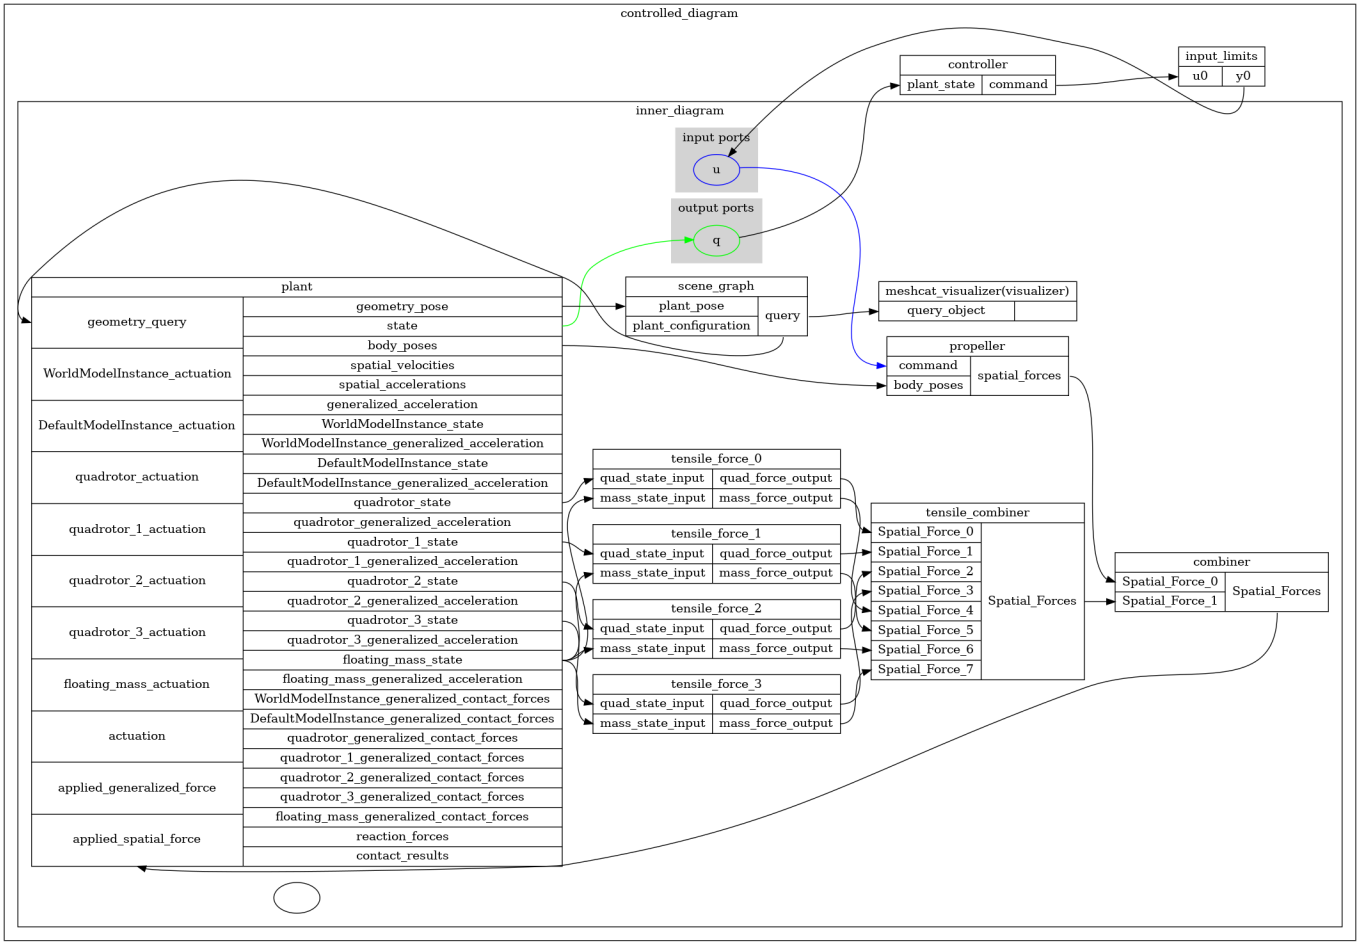 controlled_diagram
controller
plant_state
command
input_limits
u0
y0
inner_diagram
input ports
u
output ports
q
plant
geometry_query
WorldModelInstance_actuation
DefaultModelInstance_actuation
quadrotor_actuation
quadrotor_1_actuation
quadrotor_2_actuation
quadrotor_3_actuation
floating_mass_actuation
actuation
applied_generalized_force
applied_spatial_force
geometry_pose
state
body_poses
spatial_velocities
spatial_accelerations
generalized_acceleration
WorldModelInstance_state
WorldModelInstance_generalized_acceleration
DefaultModelInstance_state
DefaultModelInstance_generalized_acceleration
quadrotor_state
quadrotor_generalized_acceleration
quadrotor_1_state
quadrotor_1_generalized_acceleration
quadrotor_2_state
quadrotor_2_generalized_acceleration
quadrotor_3_state
quadrotor_3_generalized_acceleration
floating_mass_state
floating_mass_generalized_acceleration
WorldModelInstance_generalized_contact_forces
DefaultModelInstance_generalized_contact_forces
quadrotor_generalized_contact_forces
quadrotor_1_generalized_contact_forces
quadrotor_2_generalized_contact_forces
quadrotor_3_generalized_contact_forces
floating_mass_generalized_contact_forces
reaction_forces
contact_results
scene_graph
plant_pose
plant_configuration
query
meshcat_visualizer(visualizer)
query_object
propeller
command
body_poses
spatial_forces
tensile_force_0
quad_state_input
quad_force_output
mass_state_input
mass_force_output
tensile_force_1
quad_state_input
quad_force_output
mass_state_input
mass_force_output
tensile_force_2
quad_state_input
quad_force_output
mass_state_input
mass_force_output
tensile_force_3
quad_state_input
quad_force_output
mass_state_input
mass_force_output
tensile_combiner
Spatial_Force_0
Spatial_Force_1
Spatial_Force_2
Spatial_Force_3
Spatial_Force_4
Spatial_Force_5
Spatial_Force_6
Spatial_Force_7
Spatial_Forces
combiner
Spatial_Force_0
Spatial_Force_1
Spatial_Forces